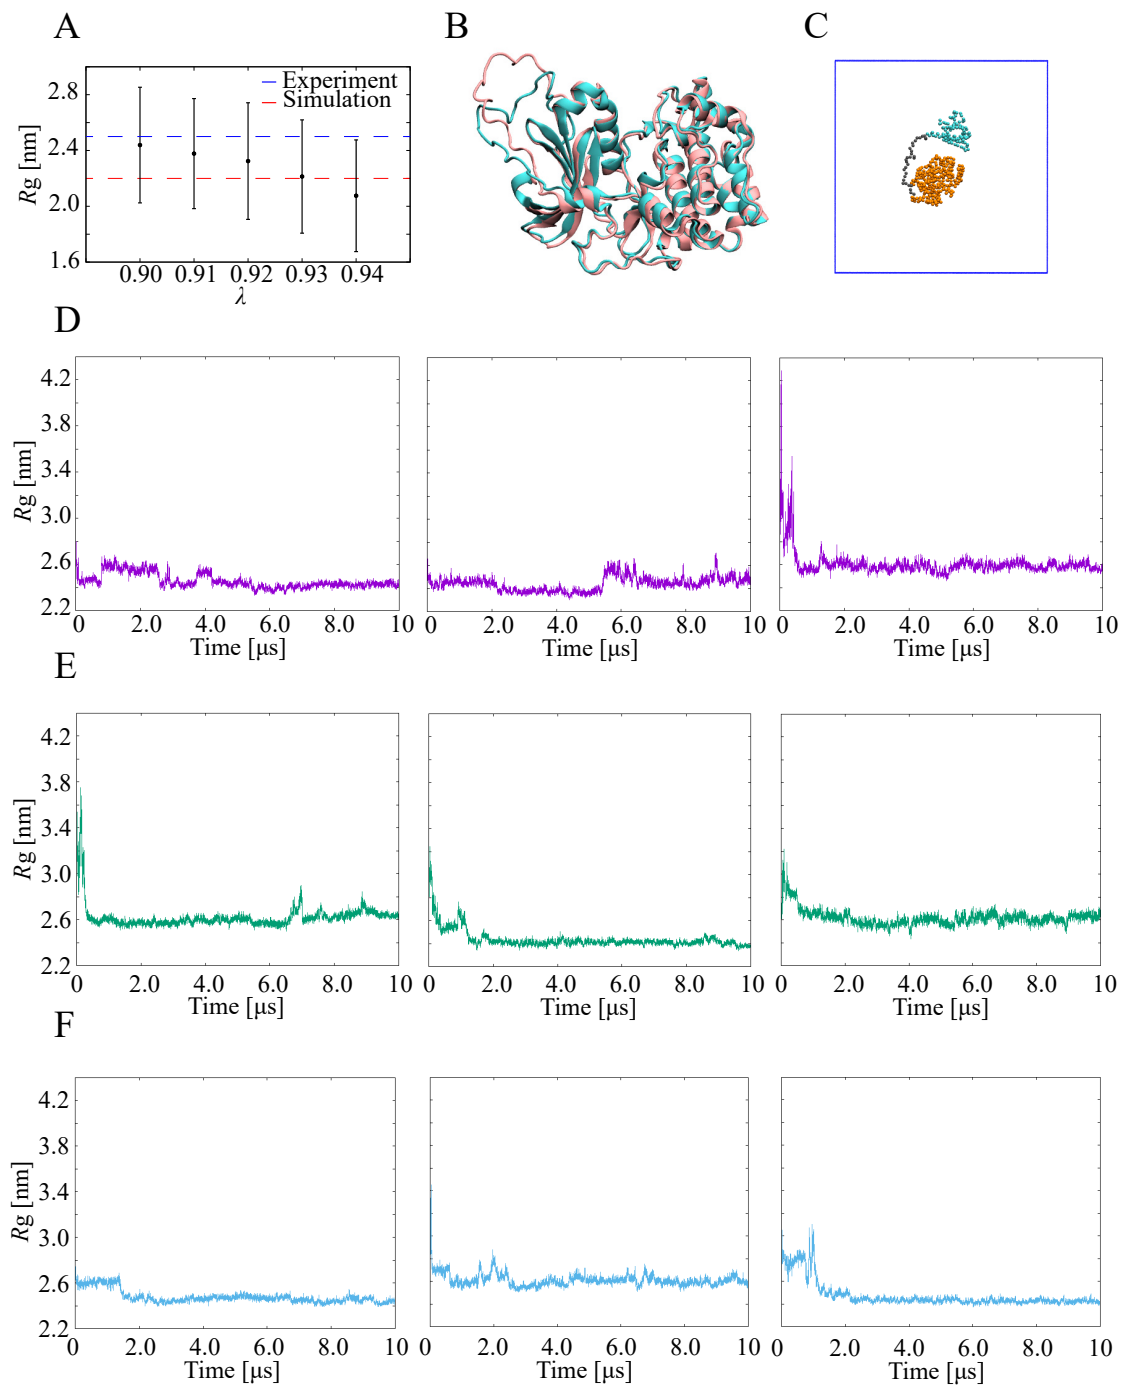 A
B
C
Rg [nm]
2.8
2.4
2.0
1.6
Experiment
Simulation
0.90 0.91 0.92 0.93 0.94
λ
D
Rg [nm]
4.2
3.8
3.4
3.0
2.6
2.2
0 2.0 4.0 6.0 8.0 10
Time [μs]
0 2.0 4.0 6.0 8.0 10
Time [μs]
0 2.0 4.0 6.0 8.0 10
Time [μs]
E
Rg [nm]
4.2
3.8
3.4
3.0
2.6
2.2
0 2.0 4.0 6.0 8.0 10
Time [μs]
0 2.0 4.0 6.0 8.0 10
Time [μs]
0 2.0 4.0 6.0 8.0 10
Time [μs]
F
Rg [nm]
4.2
3.8
3.4
3.0
2.6
2.2
0 2.0 4.0 6.0 8.0 10
Time [μs]
0 2.0 4.0 6.0 8.0 10
Time [μs]
0 2.0 4.0 6.0 8.0 10
Time [μs]